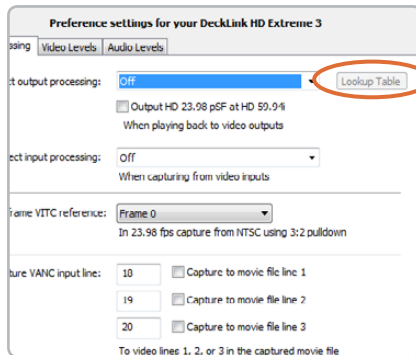 Preference settings for your DeckLink HD Extreme 3
ssing Video Levels Audio Levels
ct output processing: Off Lookup Table
Output HD 23.98 pSF at HD 59.94i
When playing back to video outputs
ect input processing: Off
When capturing from video inputs
frame VITC reference: Frame 0
In 23.98 fps capture from NTSC using 3:2 pulldown
ture VANC input line: 18 Capture to movie file line 1
19 Capture to movie file line 2
20 Capture to movie file line 3
To video lines 1, 2, or 3 in the captured movie file